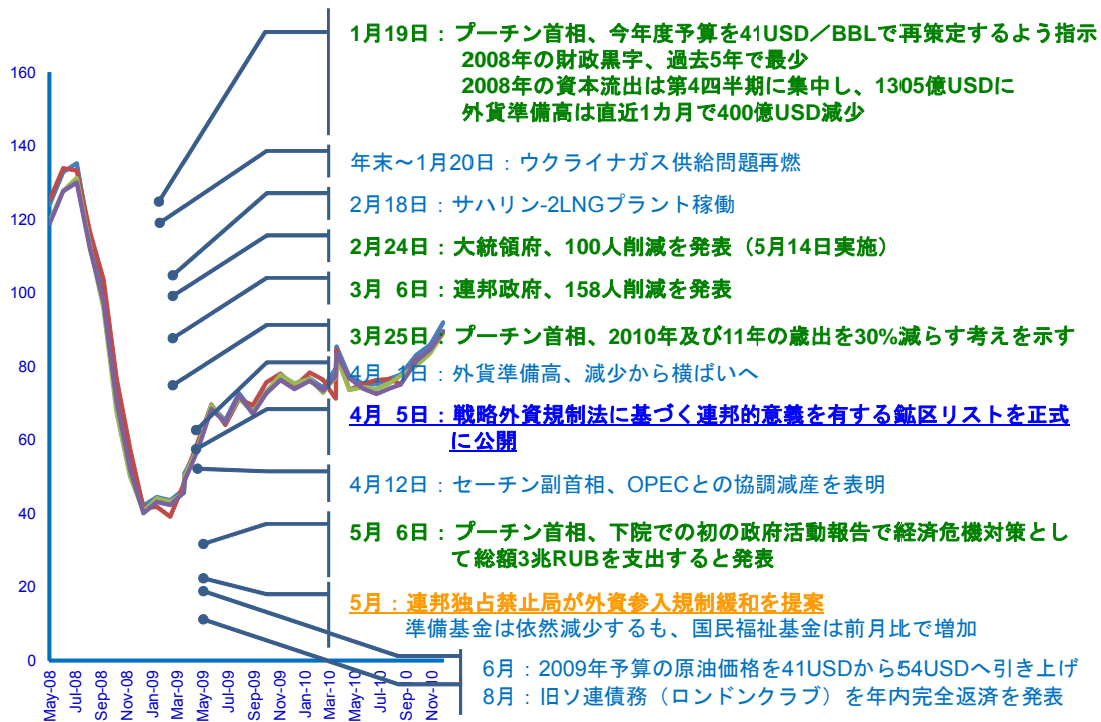 1月19日：プーチン首相、今年度予算を41USD／BBLで再策定するよう指示
2008年の財政黒字、過去5年で最少
2008年の資本流出は第4四半期に集中し、1305億USDに
外貨準備高は直近1カ月で400億USD減少
年末～1月20日：ウクライナガス供給問題再燃
2月18日：サハリン-2LNGプラント稼働
2月24日：大統領府、100人削減を発表（5月14日実施）
3月 6日：連邦政府、158人削減を発表
3月25日：プーチン首相、2010年及び11年の歳出を30%減らす考えを示す
4月 1日：外貨準備高、減少から横ばいへ
4月 5日：戦略外資規制法に基づく連邦的意義を有する鉱区リストを正式
に公開
4月12日：セーチン副首相、OPECとの協調減産を表明
5月 6日：プーチン首相、下院での初の政府活動報告で経済危機対策とし
て総額3兆RUBを支出すると発表
5月：連邦独占禁止局が外資参入規制緩和を提案
準備基金は依然減少するも、国民福祉基金は前月比で増加
6月：2009年予算の原油価格を41USDから54USDへ引き上げ
8月：旧ソ連債務（ロンドンクラブ）を年内完全返済を発表
160
140
120
100
80
60
40
20
0
May-08
Jul-08
Sep-08
Nov-08
Jan-09
Mar-09
May-09
Jul-09
Sep-09
Nov-09
Jan-10
Mar-10
May-10
Jul-10
Sep-10
Nov-10